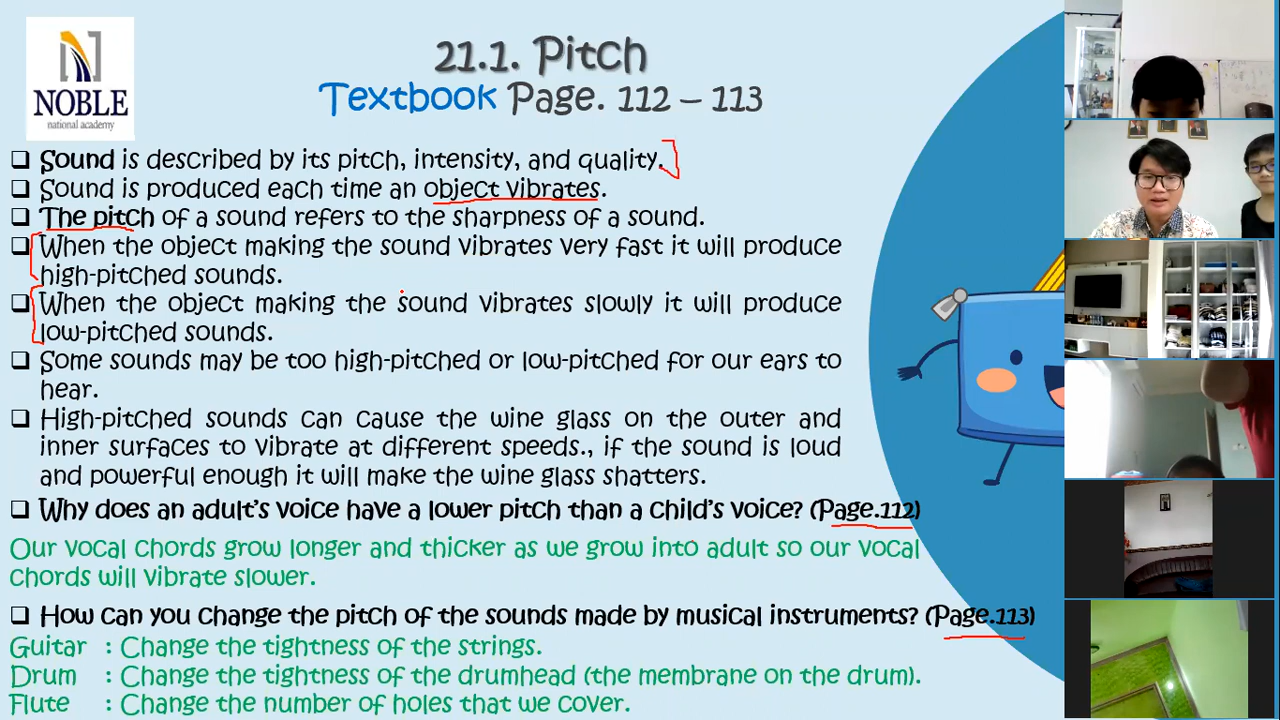 NOBLE
national academy
21.1. Pitch
Textbook Page. 112 – 113
❑ Sound is described by its pitch, intensity, and quality.
❑ Sound is produced each time an object vibrates.
❑ The pitch of a sound refers to the sharpness of a sound.
❑ When the object making the sound vibrates very fast it will produce
high-pitched sounds.
❑ When the object making the sound vibrates slowly it will produce
low-pitched sounds.
❑ Some sounds may be too high-pitched or low-pitched for our ears to
hear.
❑ High-pitched sounds can cause the wine glass on the outer and
inner surfaces to vibrate at different speeds., if the sound is loud
and powerful enough it will make the wine glass shatters.
❑ Why does an adult's voice have a lower pitch than a child's voice? (Page.112)
Our vocal chords grow longer and thicker as we grow into adult so our vocal
chords will vibrate slower.
❑ How can you change the pitch of the sounds made by musical instruments? (Page.113)
Guitar : Change the tightness of the strings.
Drum : Change the tightness of the drumhead (the membrane on the drum).
Flute : Change the number of holes that we cover.